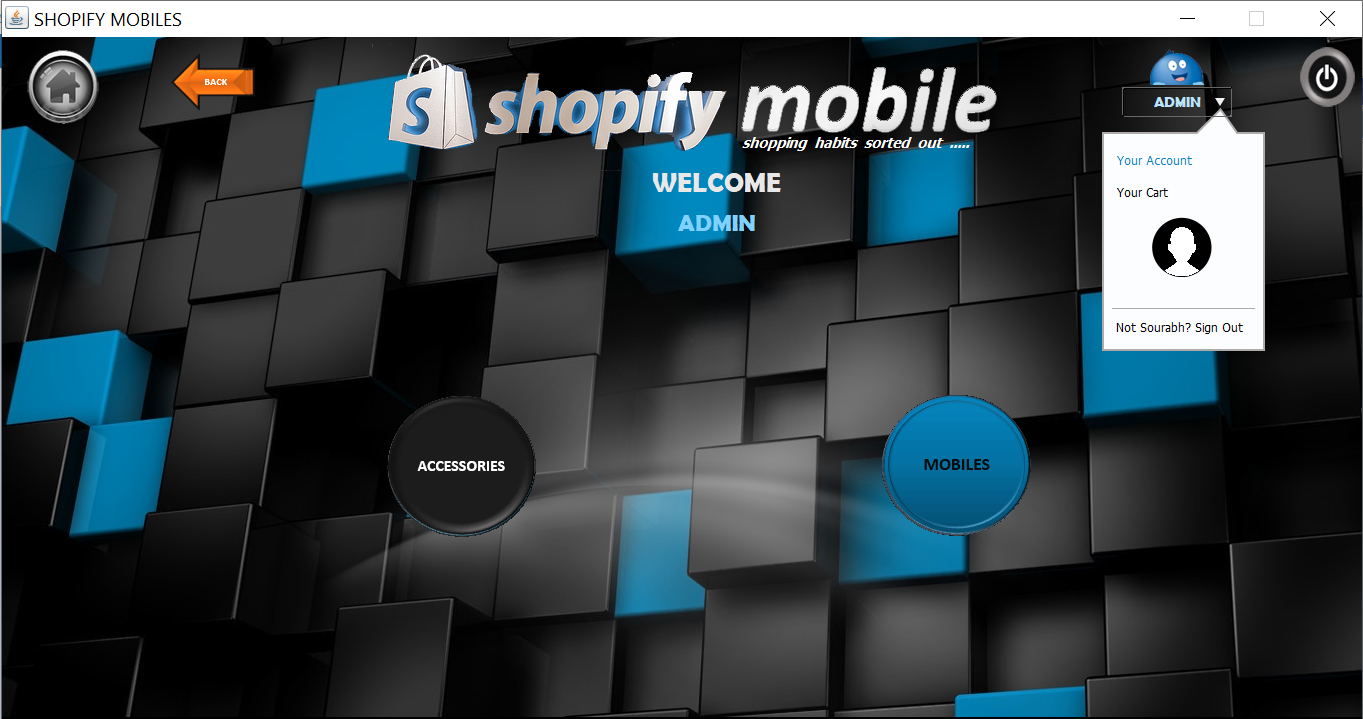 SHOPIFY MOBILES
BACK
S shopify mobile
shopping habits sorted out .....
ADMIN ▼
WELCOME
ADMIN
Your Account
Your Cart
Not Sourabh? Sign Out
ACCESSORIES
MOBILES